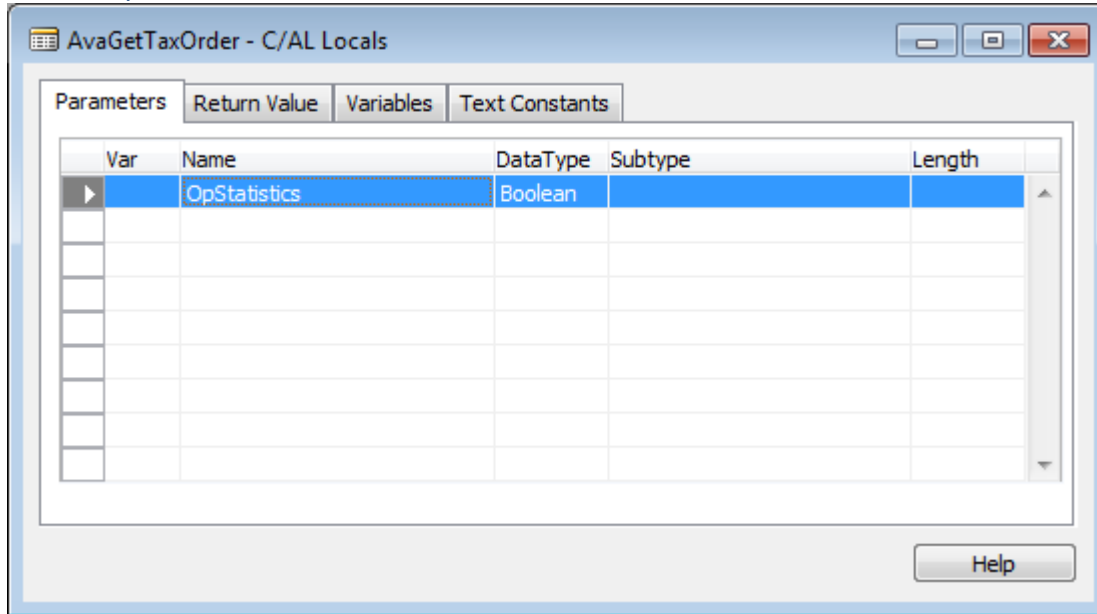 AvaGetTaxOrder - C/AL Locals
Parameters Return Value Variables Text Constants
Var Name DataType Subtype Length
OpStatistics Boolean
Help